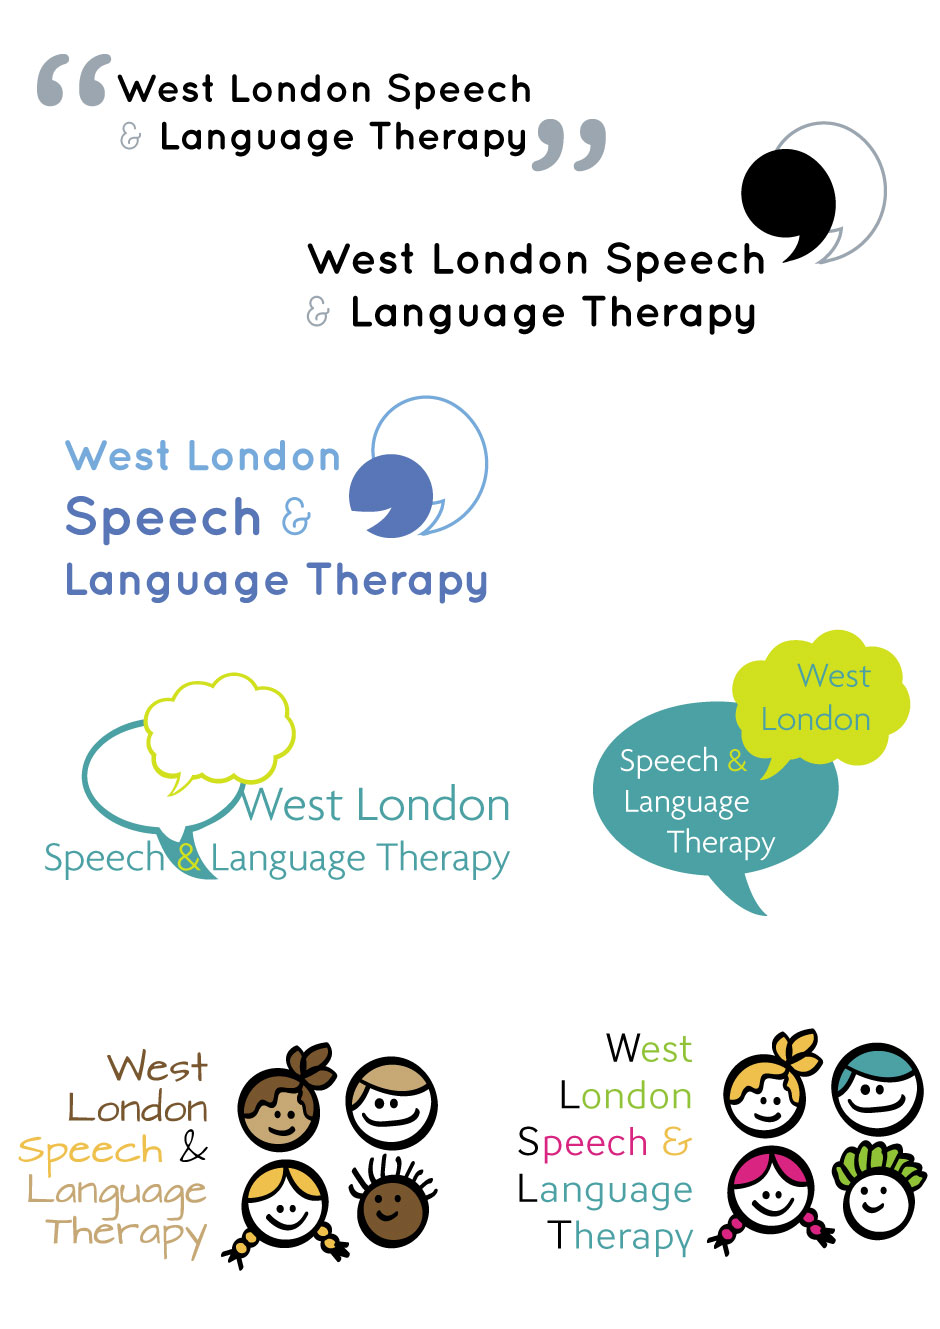 “West London Speech
& Language Therapy”
West London Speech
& Language Therapy
West London
Speech &
Language Therapy
West London
Speech & Language Therapy
West
London
Speech &
Language
Therapy
West
London
Speech &
Language
Therapy
West
London
Speech &
Language
Therapy